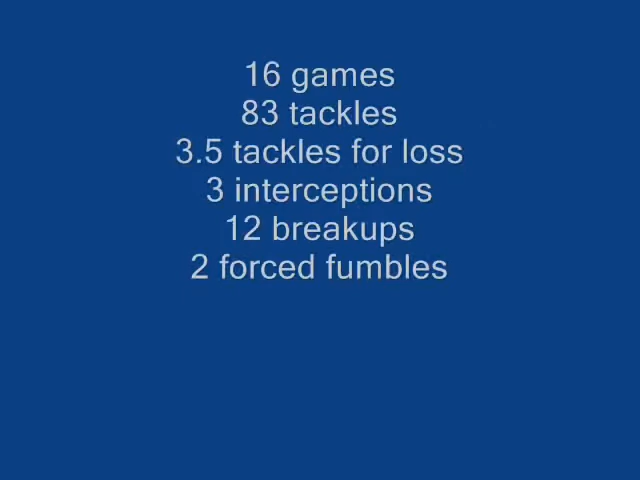 16 games
83 tackles
3.5 tackles for loss
3 interceptions
12 breakups
2 forced fumbles